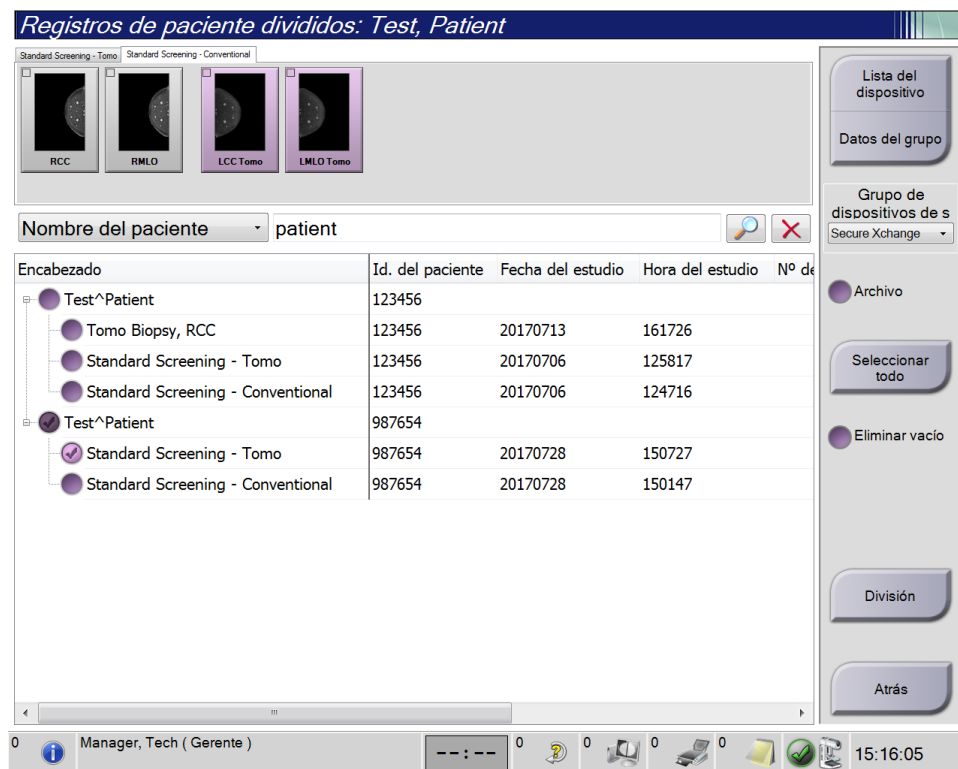 Registros de paciente divididos: Test, Patient
Standard Screening - Tomo
Standard Screening - Conventional
RCC
RMLO
LCC Tomo
LMLO Tomo
Lista del
dispositivo
Datos del grupo
Grupo de
dispositivos de s
Secure Xchange
Nombre del paciente
patient
Encabezado Id. del paciente Fecha del estudio Hora del estudio Nº de
Test^Patient 123456
Tomo Biopsy, RCC 123456 20170713 161726
Standard Screening - Tomo 123456 20170706 125817
Standard Screening - Conventional 123456 20170706 124716
Test^Patient 987654
Standard Screening - Tomo 987654 20170728 150727
Standard Screening - Conventional 987654 20170728 150147
Archivo
Seleccionar
todo
Eliminar vacío
División
Atrás
0 Manager, Tech ( Gerente ) --:-- 0 0 0 0 15:16:05